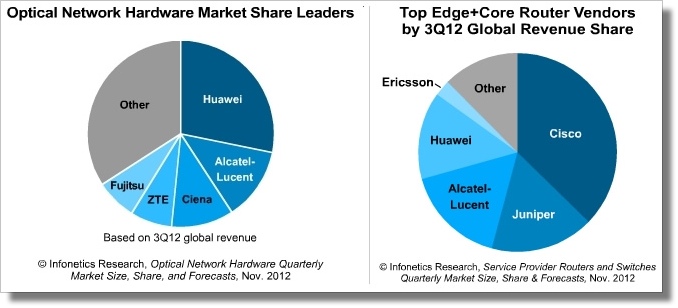 Optical Network Hardware Market Share Leaders
Other
Huawei
Alcatel-
Lucent
Fujitsu
ZTE
Ciena
Based on 3Q12 global revenue
© Infonetics Research, Optical Network Hardware Quarterly
Market Size, Share, and Forecasts, Nov. 2012
Top Edge+Core Router Vendors
by 3Q12 Global Revenue Share
Ericsson
Other
Cisco
Huawei
Alcatel-
Lucent
Juniper
© Infonetics Research, Service Provider Routers and Switches
Quarterly Market Size, Share & Forecasts, Nov. 2012